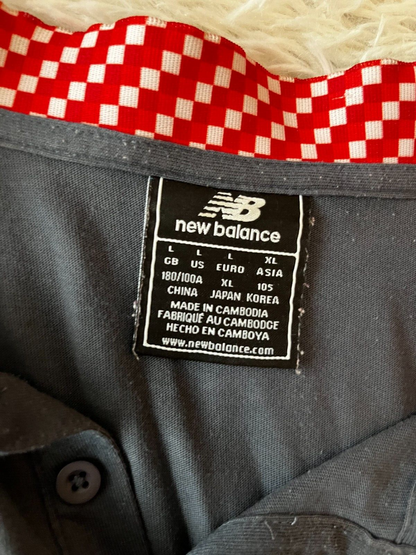 NB
new balance
L L L XL
GB US EURO ASIA
180/100A XL 105
CHINA JAPAN KOREA
MADE IN CAMBODIA
FABRIQUÉ AU CAMBODGE
HECHO EN CAMBOYA
www.newbalance.com